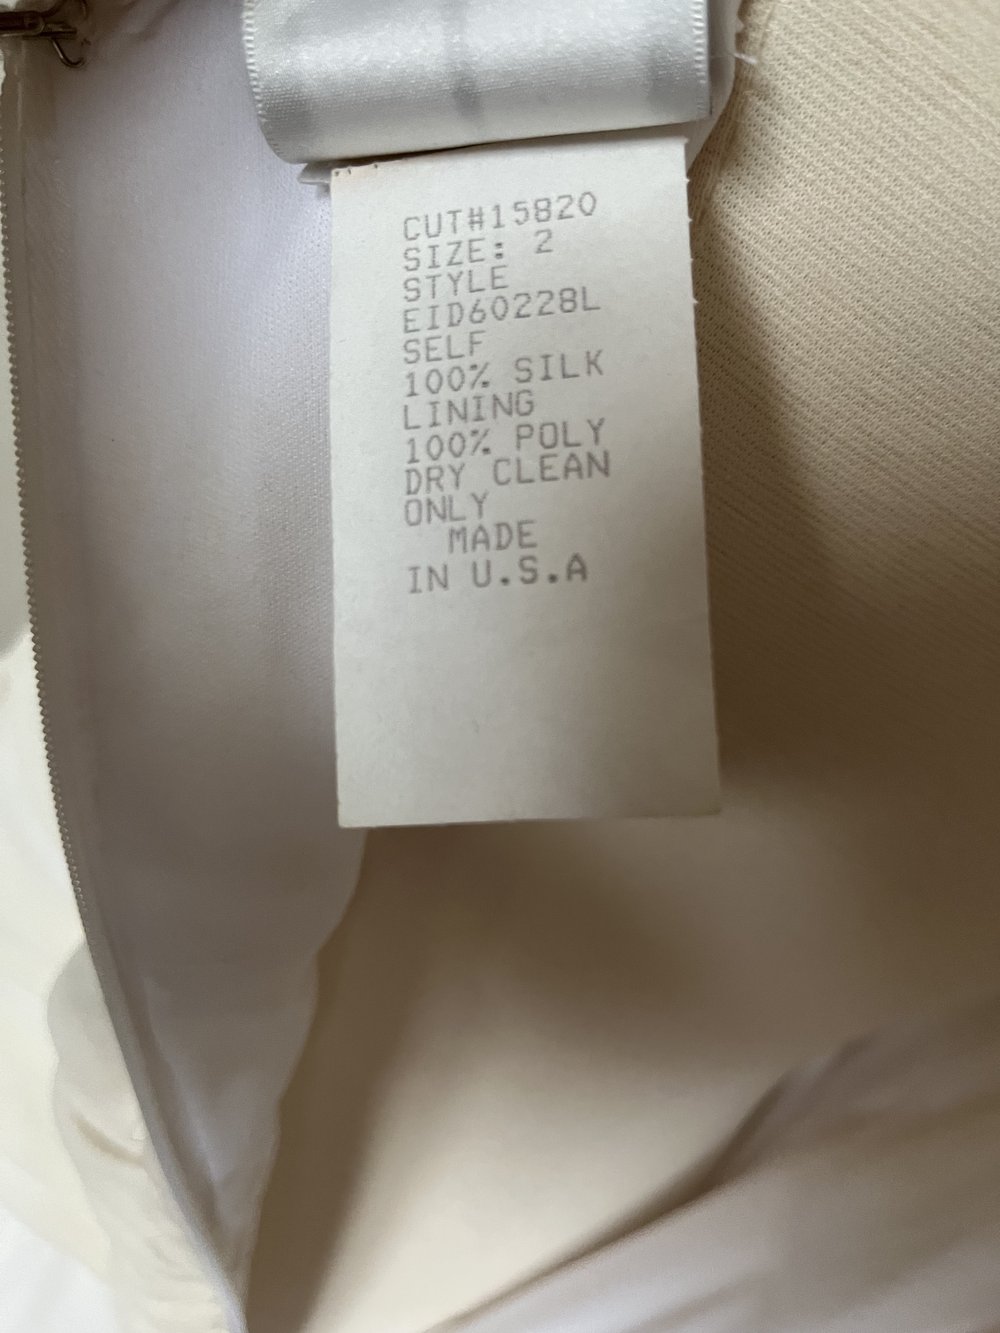 CUT#15820
SIZE: 2
STYLE
EID60228L
SELF
100% SILK
LINING
100% POLY
DRY CLEAN
ONLY
MADE
IN U.S.A